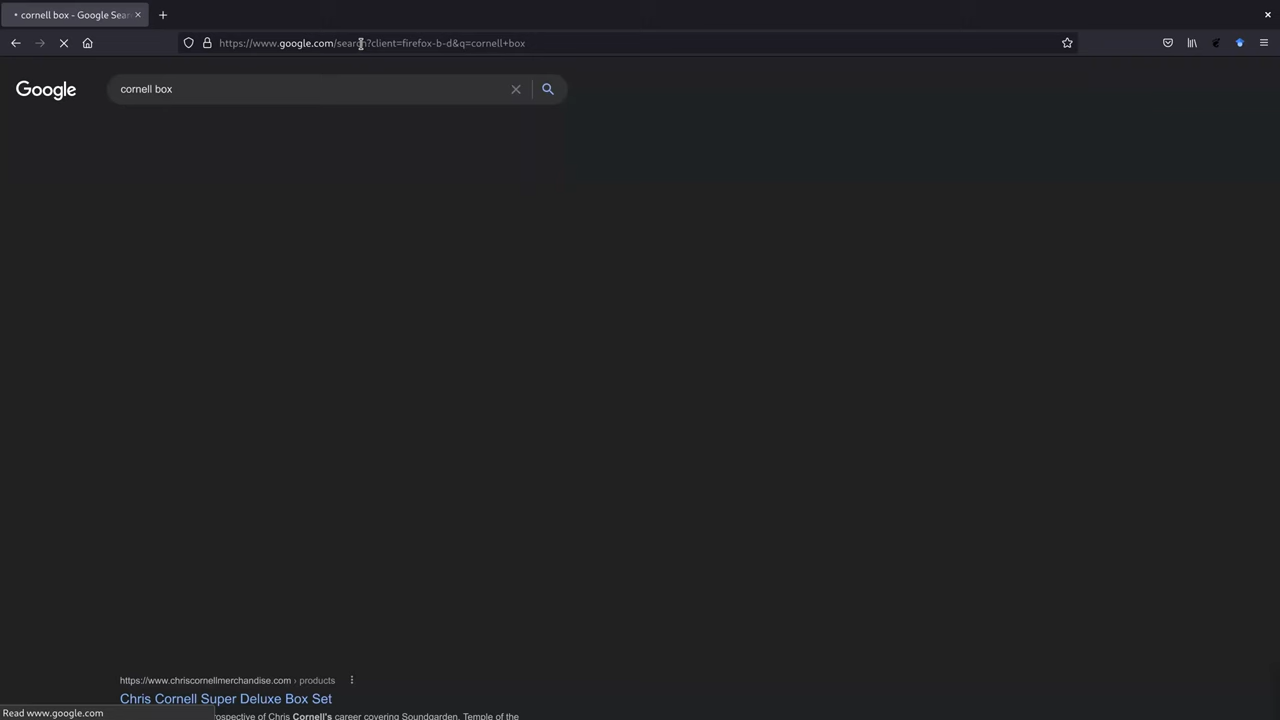 cornell box - Google Sear
https://www.google.com/search?client=firefox-b-d&q=cornell+box
Google
cornell box
https://www.chriscornellmerchandise.com › products
Chris Cornell Super Deluxe Box Set
rospective of Chris Cornell's career covering Soundgarden, Temple of the
Read www.google.com